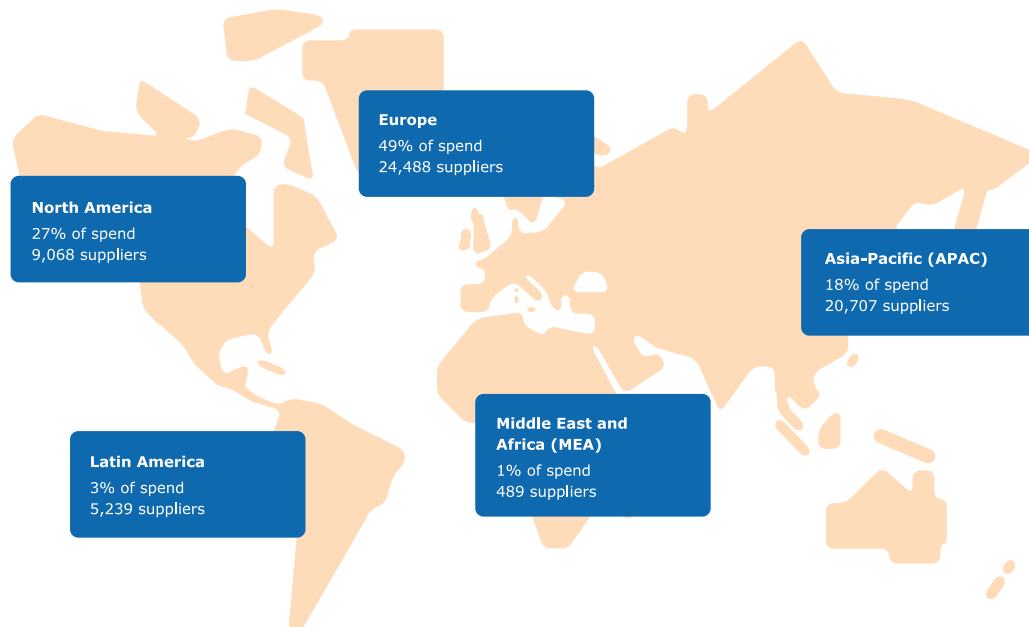 Europe
49% of spend
24,488 suppliers
North America
27% of spend
9,068 suppliers
Asia-Pacific (APAC)
18% of spend
20,707 suppliers
Middle East and
Africa (MEA)
1% of spend
489 suppliers
Latin America
3% of spend
5,239 suppliers